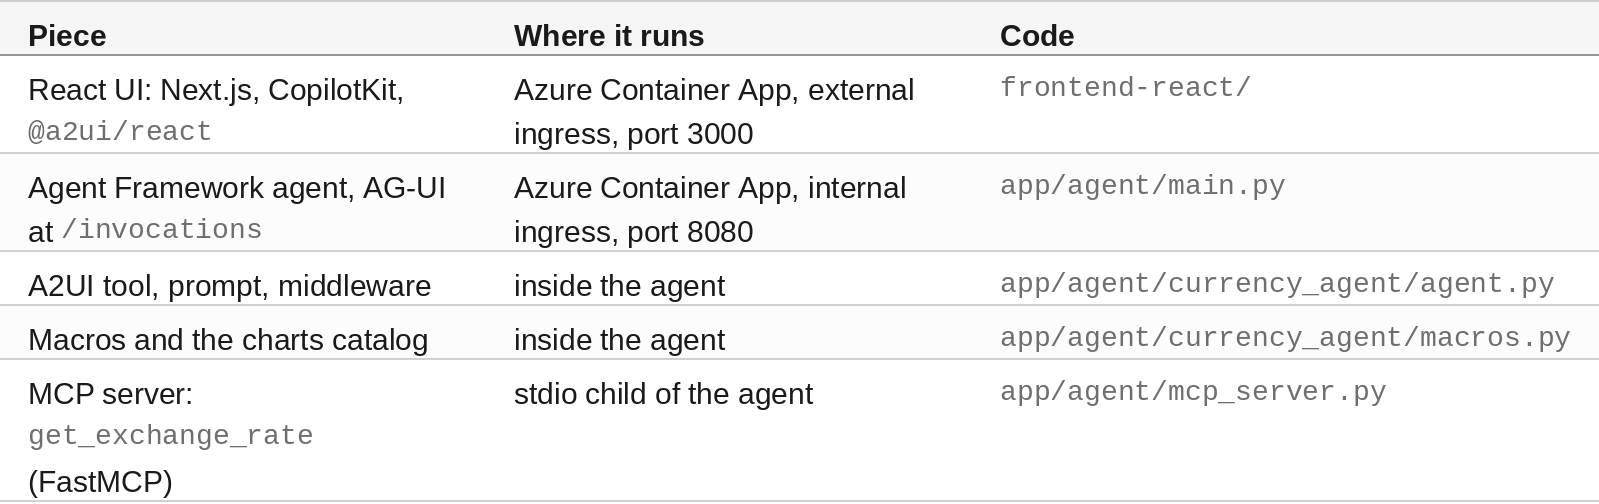 Piece Where it runs Code
React UI: Next.js, CopilotKit, Azure Container App, external frontend-react/
@a2ui/react ingress, port 3000
Agent Framework agent, AG-UI Azure Container App, internal app/agent/main.py
at /invocations ingress, port 8080
A2UI tool, prompt, middleware inside the agent app/agent/currency_agent/agent.py
Macros and the charts catalog inside the agent app/agent/currency_agent/macros.py
MCP server: stdio child of the agent app/agent/mcp_server.py
get_exchange_rate
(FastMCP)